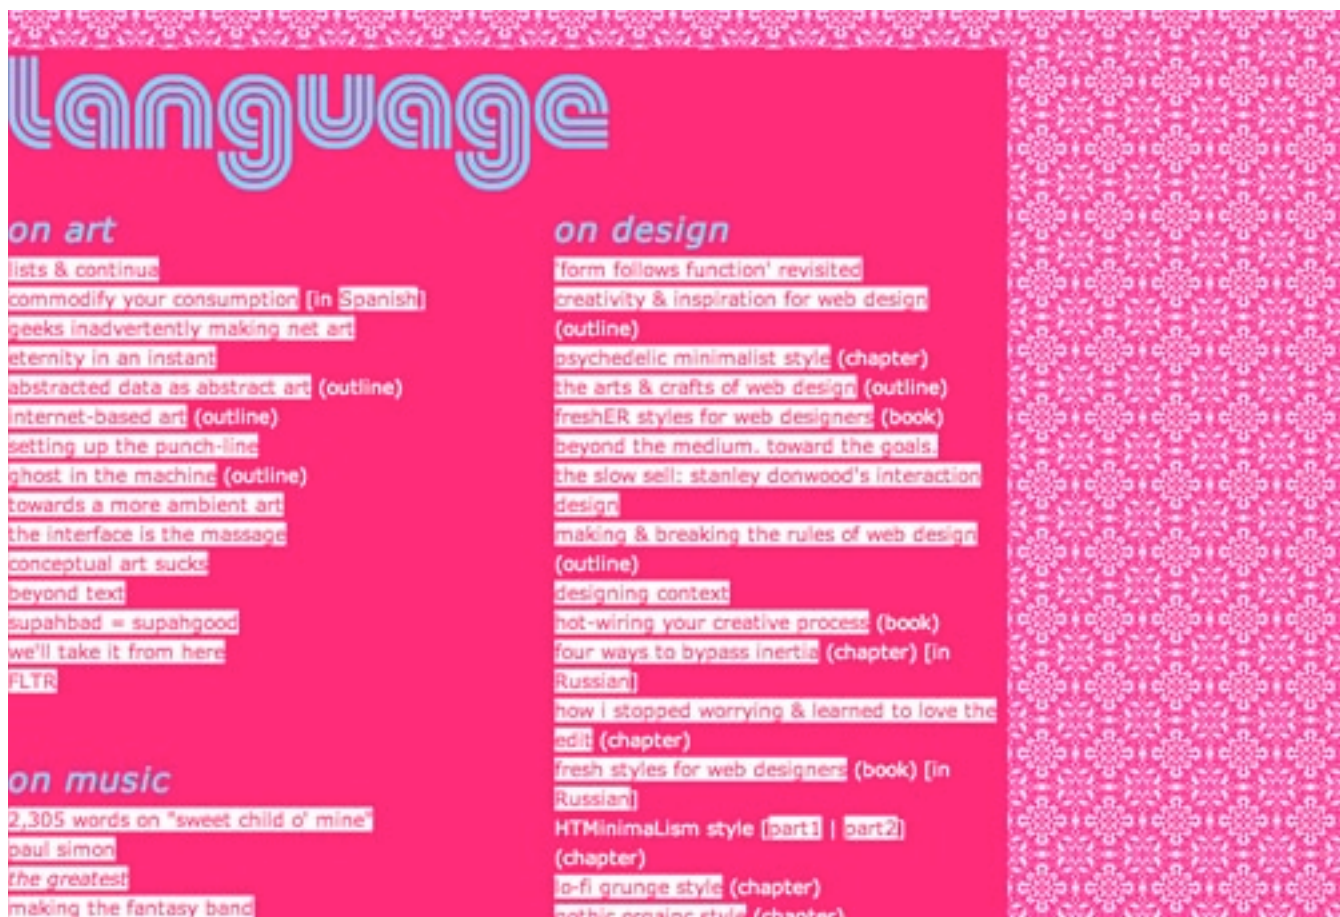 language
on art
lists & continua
commodify your consumption [in Spanish]
geeks inadvertently making net art
eternity in an instant
abstracted data as abstract art (outline)
internet-based art (outline)
setting up the punch-line
ghost in the machine (outline)
towards a more ambient art
the interface is the massage
conceptual art sucks
beyond text
supahbad = supahgood
we'll take it from here
FLTR
on music
2,305 words on "sweet child o' mine"
paul simon
the greatest
making the fantasy band
on design
'form follows function' revisited
creativity & inspiration for web design
(outline)
psychedelic minimalist style (chapter)
the arts & crafts of web design (outline)
freshER styles for web designers (book)
beyond the medium. toward the goals.
the slow sell: stanley donwood's interaction
design
making & breaking the rules of web design
(outline)
designing context
hot-wiring your creative process (book)
four ways to bypass inertia (chapter) [in
Russian]
how i stopped worrying & learned to love the
edit (chapter)
fresh styles for web designers (book) [in
Russian]
HTMinimaLism style [part1 | part2]
(chapter)
lo-fi grunge style (chapter)
gothic organic style (chapter)